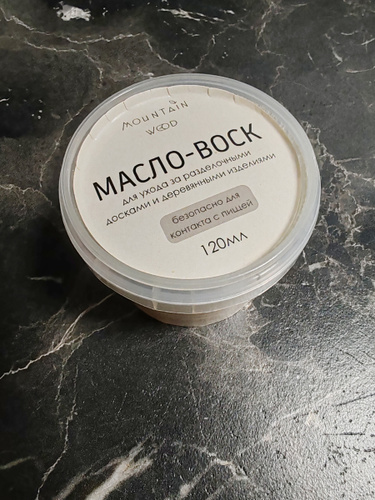 MOUNTAIN
WOOD
МАСЛО-ВОСК
для ухода за разделочными
досками и деревянными изделиями
безопасно для
контакта с пищей
120мл